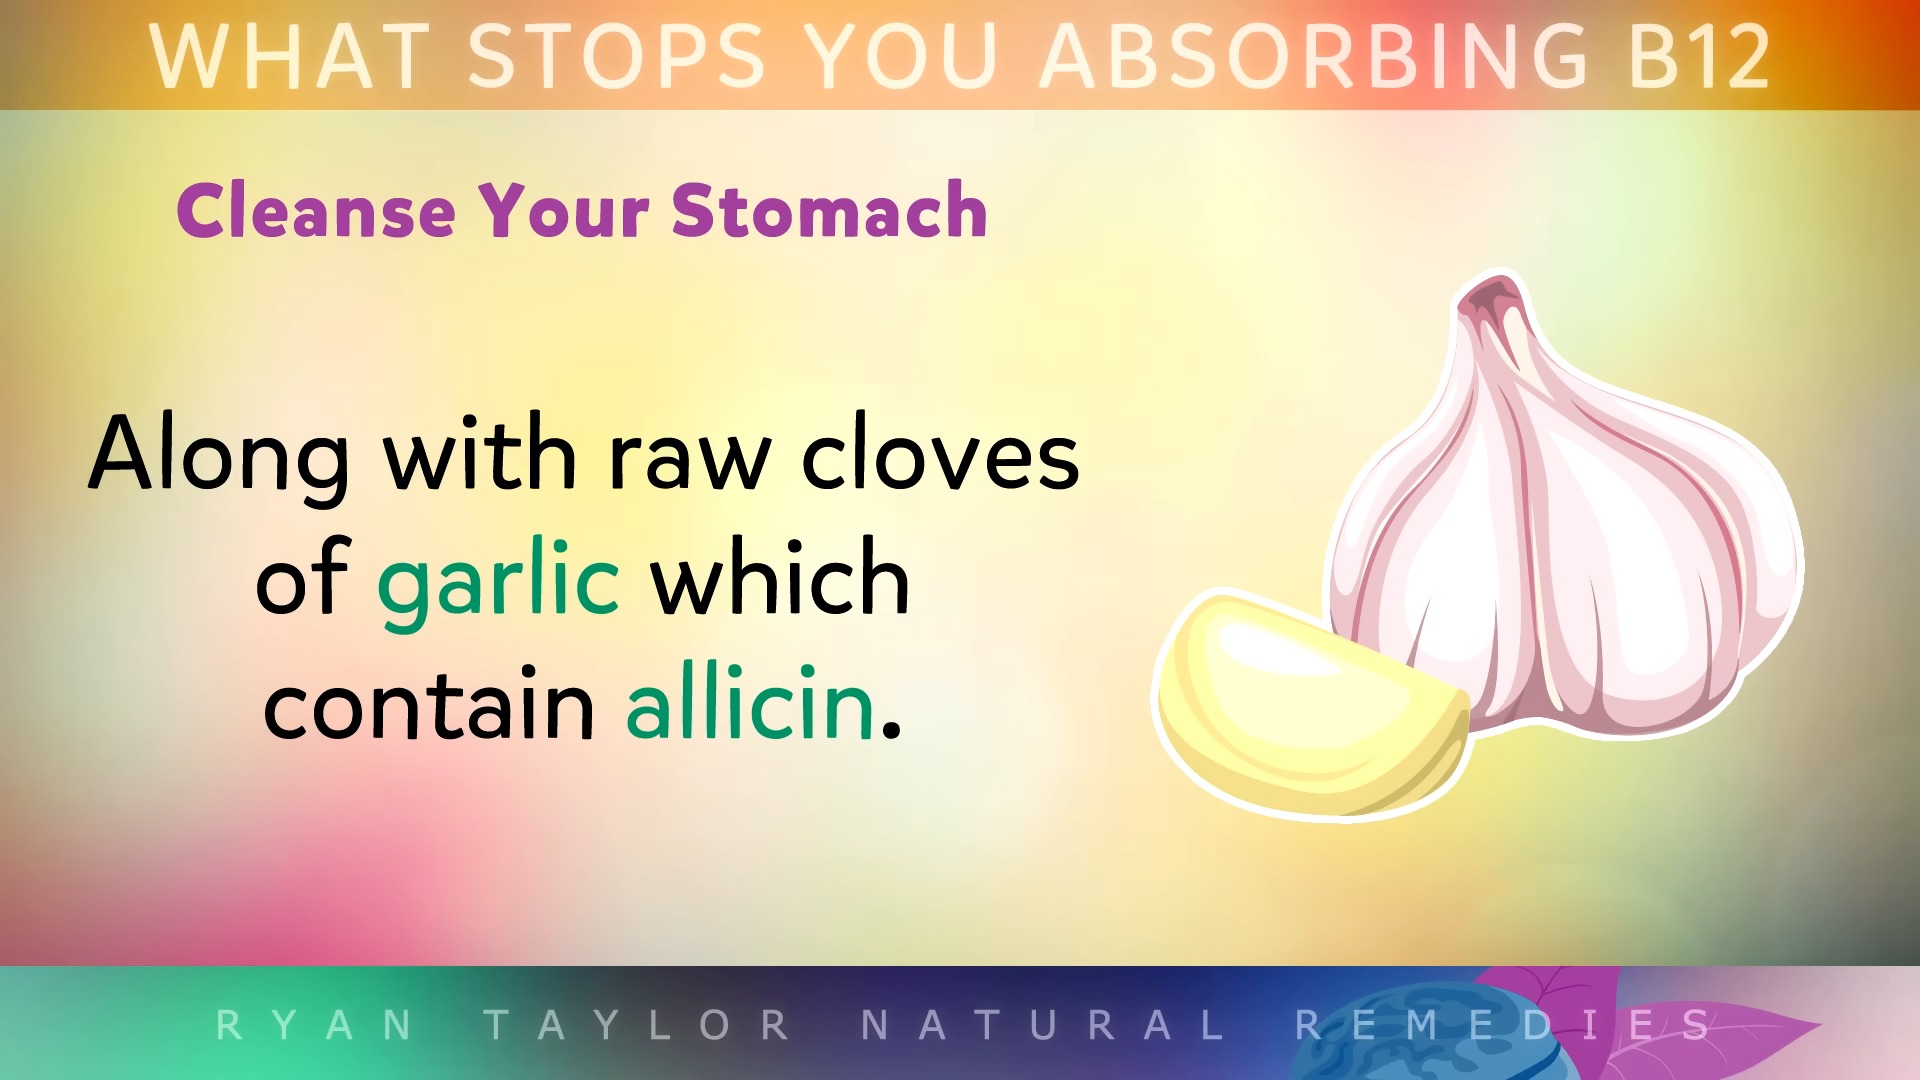 WHAT STOPS YOU ABSORBING B12
Cleanse Your Stomach
Along with raw cloves
of garlic which
contain allicin.
RYAN TAYLOR NATURAL REMEDIES